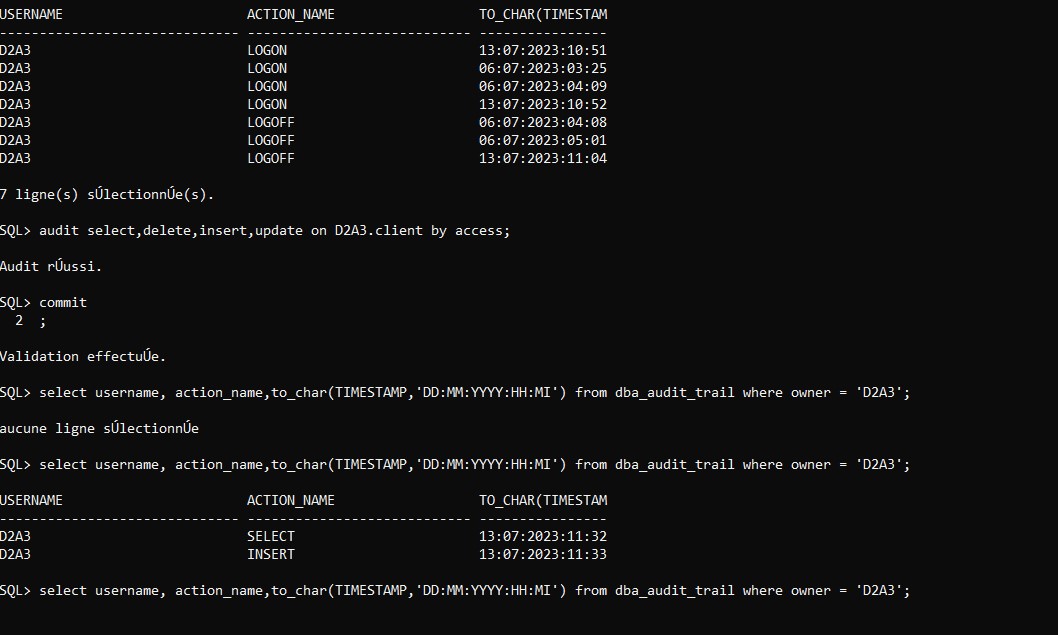 USERNAME                       ACTION_NAME                  TO_CHAR(TIMESTAM
------------------------------ ---------------------------- ----------------
D2A3                           LOGON                        13:07:2023:10:51
D2A3                           LOGON                        06:07:2023:03:25
D2A3                           LOGON                        06:07:2023:04:09
D2A3                           LOGON                        13:07:2023:10:52
D2A3                           LOGOFF                       06:07:2023:04:08
D2A3                           LOGOFF                       06:07:2023:05:01
D2A3                           LOGOFF                       13:07:2023:11:04
7 ligne(s) sÚlectionnÚe(s).
SQL> audit select,delete,insert,update on D2A3.client by access;
Audit rÚussi.
SQL> commit
  2  ;
Validation effectuÚe.
SQL> select username, action_name,to_char(TIMESTAMP,'DD:MM:YYYY:HH:MI') from dba_audit_trail where owner = 'D2A3';
aucune ligne sÚlectionnÚe
SQL> select username, action_name,to_char(TIMESTAMP,'DD:MM:YYYY:HH:MI') from dba_audit_trail where owner = 'D2A3';
USERNAME                       ACTION_NAME                  TO_CHAR(TIMESTAM
------------------------------ ---------------------------- ----------------
D2A3                           SELECT                       13:07:2023:11:32
D2A3                           INSERT                       13:07:2023:11:33
SQL> select username, action_name,to_char(TIMESTAMP,'DD:MM:YYYY:HH:MI') from dba_audit_trail where owner = 'D2A3';